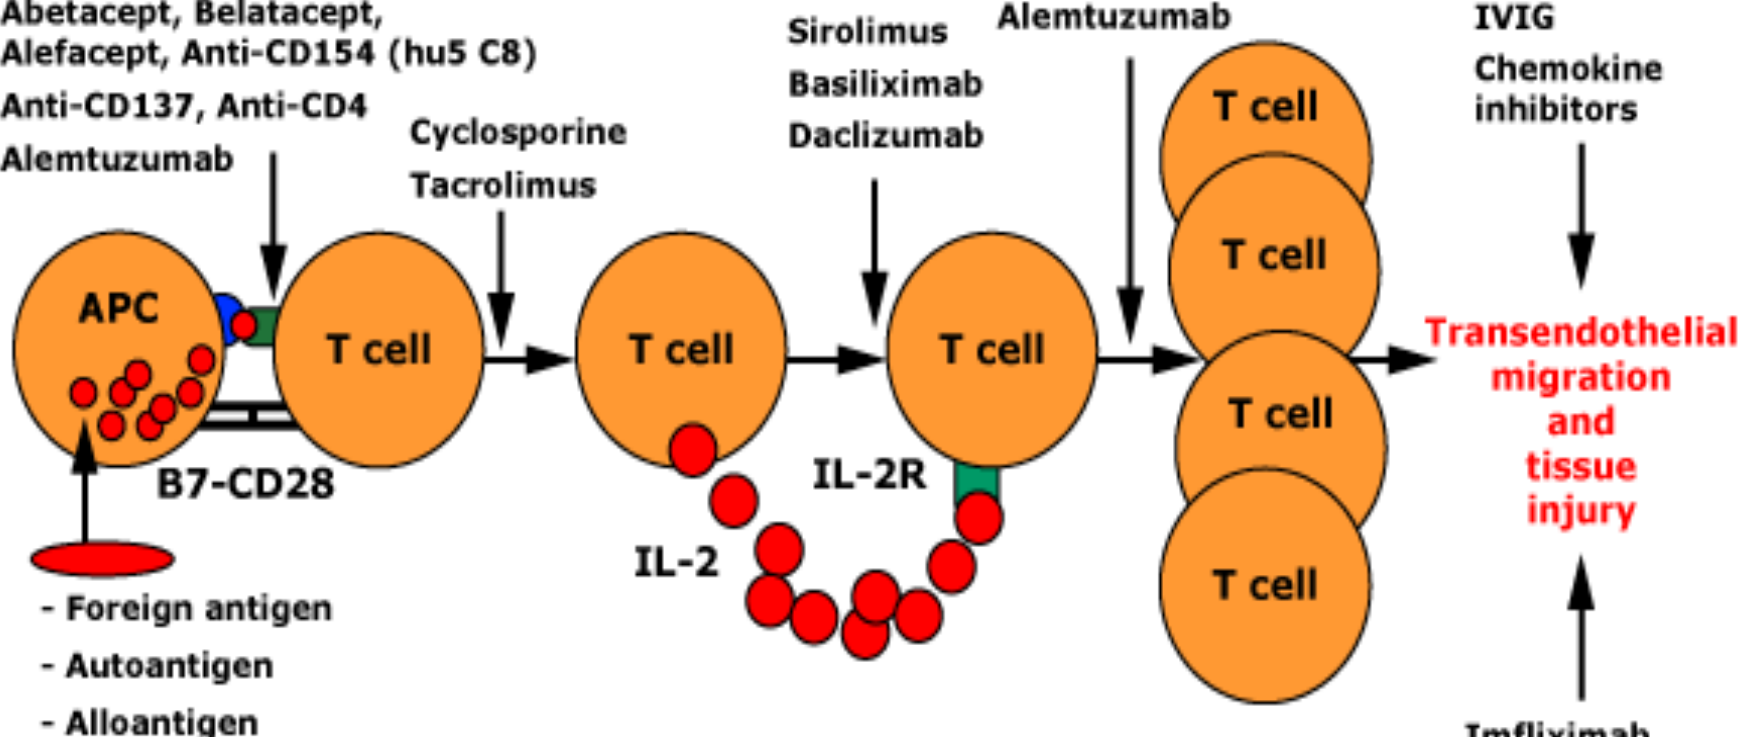 Abetacept, Belatacept,
Alefacept, Anti-CD154 (hu5 C8)
Anti-CD137, Anti-CD4
Alemtuzumab
Cyclosporine
Tacrolimus
Sirolimus
Basiliximab
Daclizumab
Alemtuzumab
IVIG
Chemokine
inhibitors
APC
T cell
T cell
T cell
T cell
T cell
T cell
T cell
B7-CD28
IL-2
IL-2R
Transendothelial
migration
and
tissue
injury
- Foreign antigen
- Autoantigen
- Alloantigen
Imfliximab